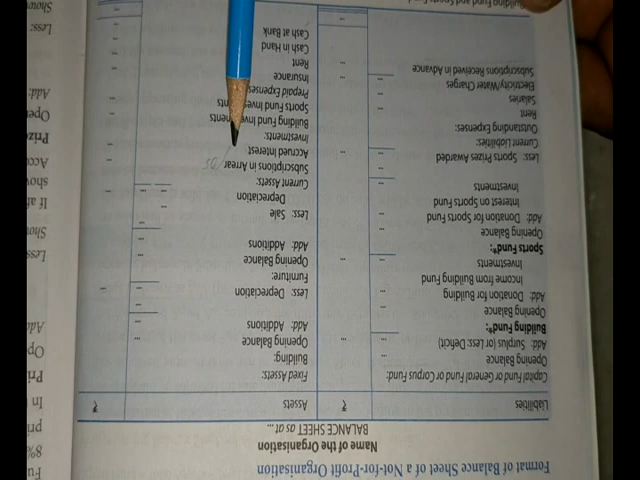 Format of Balance Sheet of a Not-for-Profit Organisation
Name of the Organisation
BALANCE SHEET as at ...
Liabilities ₹ Assets ₹
Capital Fund or General Fund or Corpus Fund:
Opening Balance ...
Add: Surplus (or Less: Deficit) ... ...
Building Fund*:
Opening Balance ...
Add: Donation for Building ...
Income from Building Fund
Investments ... ...
Sports Fund*:
Opening Balance ...
Add: Donation for Sports Fund ...
Interest on Sports Fund
Investments ...
...
Less: Sports Prizes Awarded ... ...
Current Liabilities:
Outstanding Expenses:
Rent ...
Salaries ...
Electricity/Water Charges ...
Subscriptions Received in Advance ...
...
Fixed Assets:
Building:
Opening Balance ...
Add: Additions ...
...
Less: Depreciation ... ...
Furniture:
Opening Balance ...
Add: Additions ...
...
Less: Sale ...
Depreciation ... ... ...
Current Assets:
Subscriptions in Arrear ...
Accrued Interest ...
Investments:
Building Fund
Sports Fund
Prepaid Expenses:
Insurance ...
Rent ...
Cash in Hand ...
Cash at Bank ...